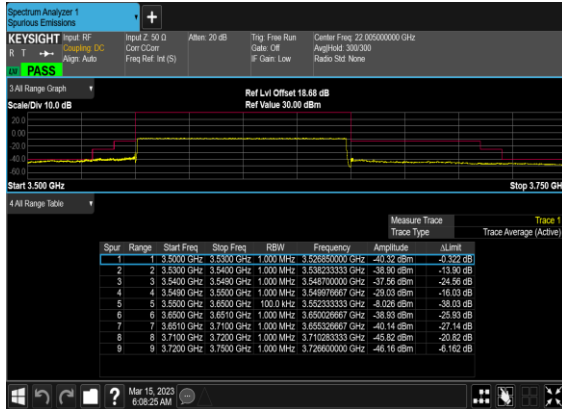 Spectrum Analyzer 1
Spurious Emissions
KEYSIGHT Input: RF Input Z: 50 Ω Atten: 20 dB Trig: Free Run Center Freq: 22.005000000 GHz
R T Coupling: DC Corr CCorr Gate: Off Avg|Hold: 300/300
Align: Auto Freq Ref: Int (S) IF Gain: Low Radio Std: None
PASS
3 All Range Graph
Ref Lvl Offset 18.68 dB
Scale/Div 10.0 dB Ref Value 30.00 dBm
20.0
0.00
-20.0
-40.0
-60.0
Start 3.500 GHz Stop 3.750 GH
4 All Range Table
Measure Trace Trace 1
Trace Type Trace Average (Active)
Spur Range Start Freq Stop Freq RBW Frequency Amplitude ΔLimit
1 1 3.5000 GHz 3.5300 GHz 1.000 MHz 3.526850000 GHz -40.32 dBm -0.322 dB
2 2 3.5300 GHz 3.5400 GHz 1.000 MHz 3.538233333 GHz -38.90 dBm -13.90 dB
3 3 3.5400 GHz 3.5490 GHz 1.000 MHz 3.548700000 GHz -37.56 dBm -24.56 dB
4 4 3.5490 GHz 3.5500 GHz 1.000 MHz 3.549976667 GHz -29.03 dBm -16.03 dB
5 5 3.5500 GHz 3.6500 GHz 100.0 kHz 3.552333333 GHz -8.026 dBm -38.03 dB
6 6 3.6500 GHz 3.6510 GHz 1.000 MHz 3.650026667 GHz -38.93 dBm -25.93 dB
7 7 3.6510 GHz 3.7100 GHz 1.000 MHz 3.655326667 GHz -40.14 dBm -27.14 dB
8 8 3.7100 GHz 3.7200 GHz 1.000 MHz 3.710283333 GHz -45.82 dBm -20.82 dB
9 9 3.7200 GHz 3.7500 GHz 1.000 MHz 3.726600000 GHz -46.16 dBm -6.162 dB
Mar 15, 2023
6:08:25 AM